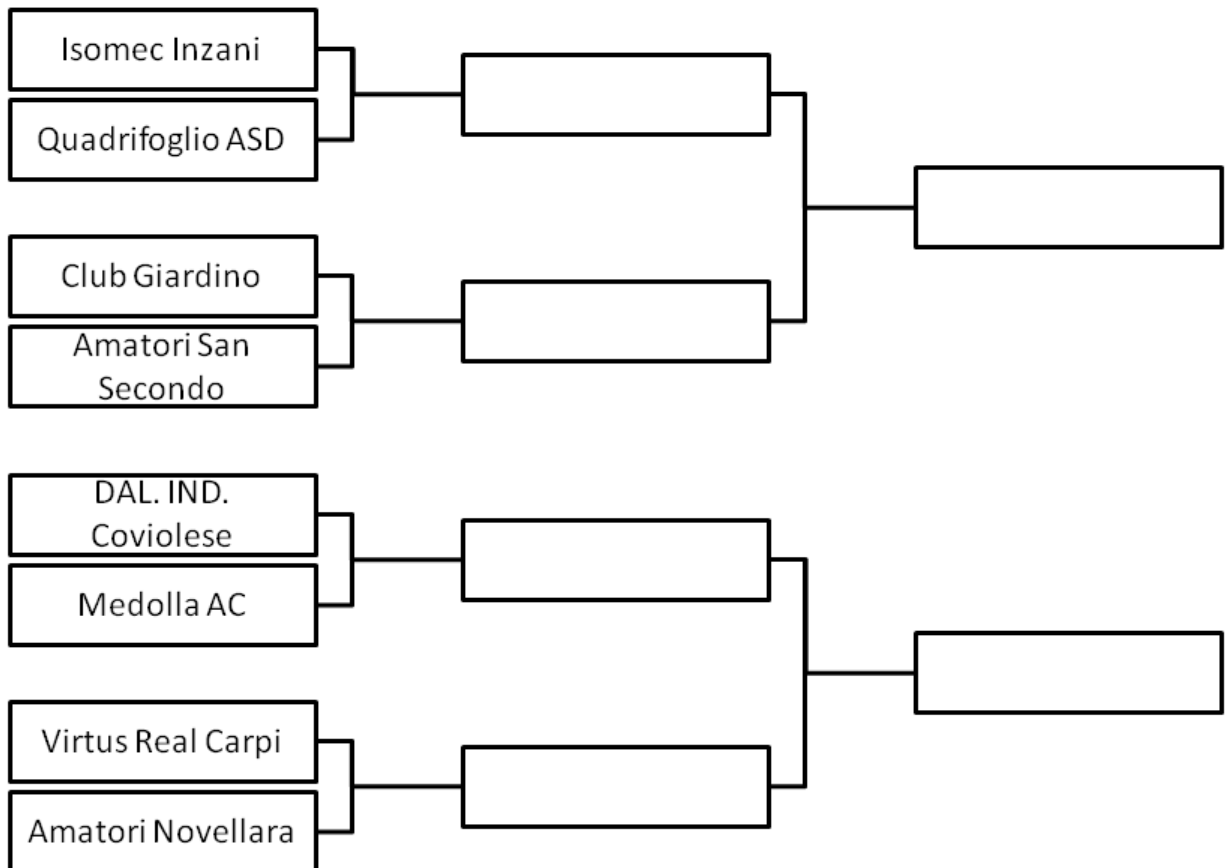 Isomec Inzani
Quadrifoglio ASD
Club Giardino
Amatori San
Secondo
DAL. IND.
Coviolese
Medolla AC
Virtus Real Carpi
Amatori Novellara